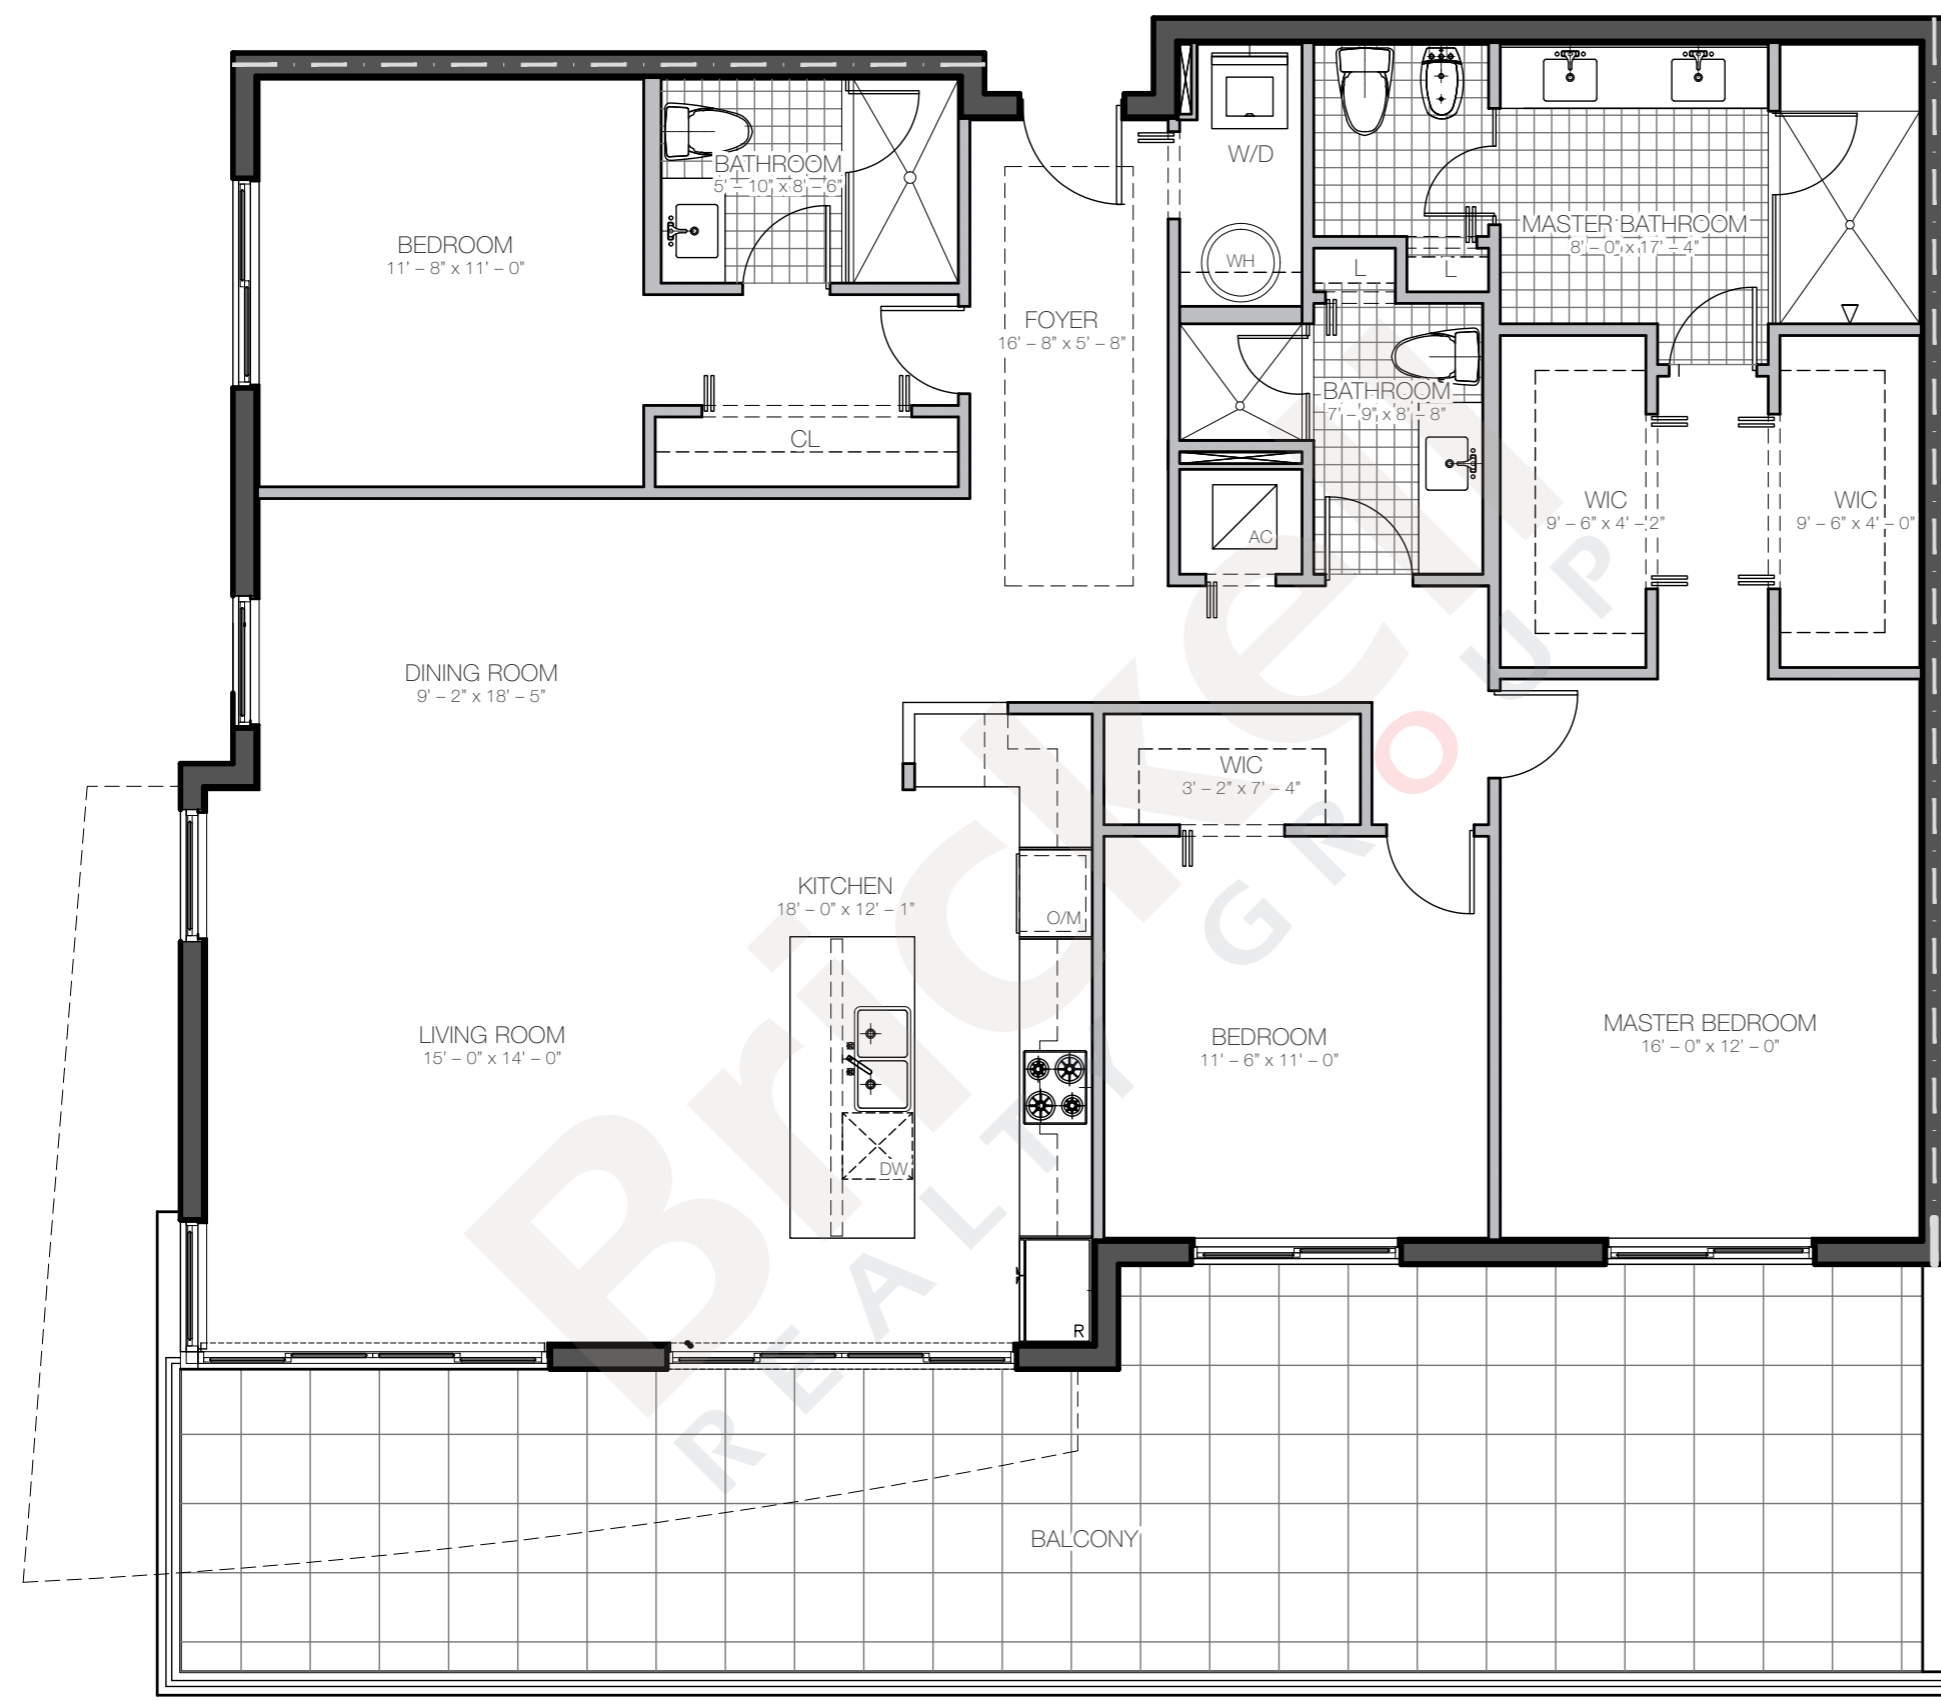 W/D
BATHROOM
5' – 10" x 8' – 6"
MASTER BATHROOM
8' – 0" x 17' – 4"
BEDROOM
11' – 8" x 11' – 0"
WH
L
L
FOYER
16' – 8" x 5' – 8"
BATHROOM
7' – 9" x 8' – 8"
CL
WIC
9' – 6" x 4' – 2"
WIC
9' – 6" x 4' – 0"
AC
DINING ROOM
9' – 2" x 18' – 5"
WIC
3' – 2" x 7' – 4"
KITCHEN
18' – 0" x 12' – 1"
O/M
LIVING ROOM
15' – 0" x 14' – 0"
BEDROOM
11' – 6" x 11' – 0"
MASTER BEDROOM
16' – 0" x 12' – 0"
DW
R
BALCONY
Brickell
REALTY GROUP